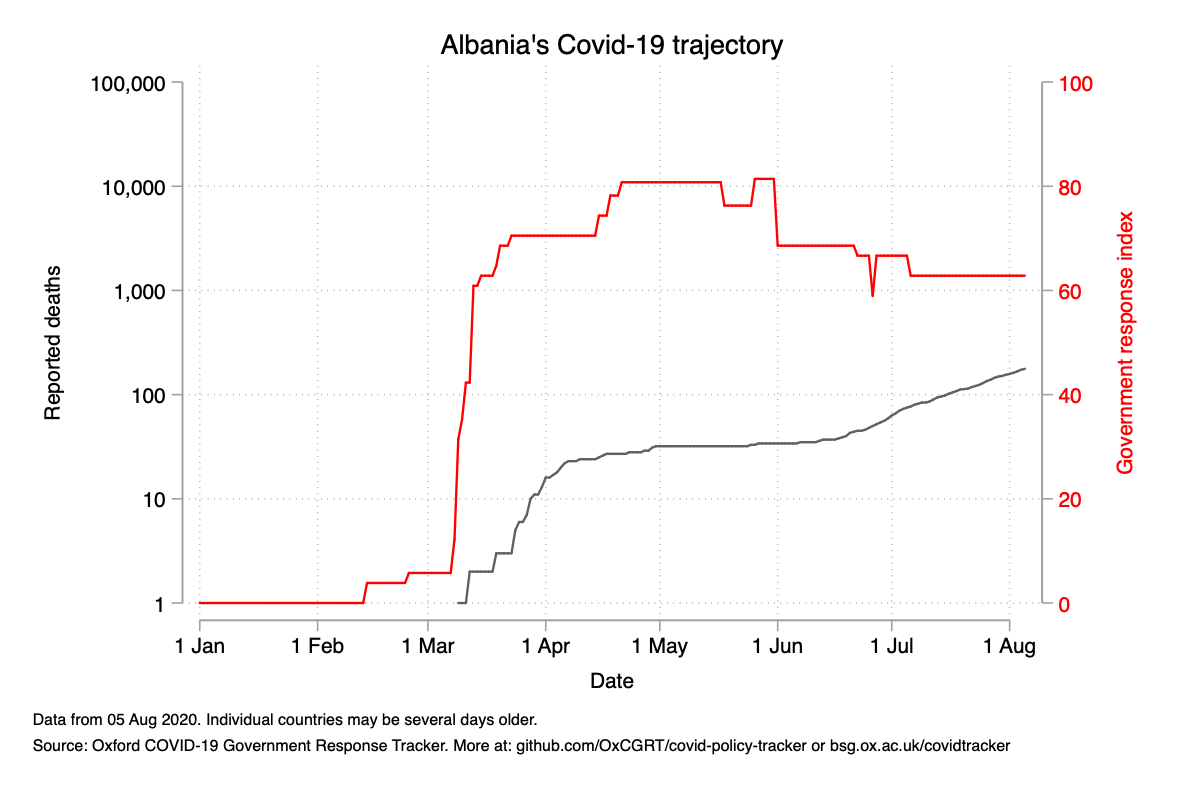 Albania's Covid-19 trajectory
100,000
10,000
1,000
100
10
1
Reported deaths
100
80
60
40
20
0
Government response index
1 Jan 1 Feb 1 Mar 1 Apr 1 May 1 Jun 1 Jul 1 Aug
Date
Data from 05 Aug 2020. Individual countries may be several days older.
Source: Oxford COVID-19 Government Response Tracker. More at: github.com/OxCGRT/covid-policy-tracker or bsg.ox.ac.uk/covidtracker